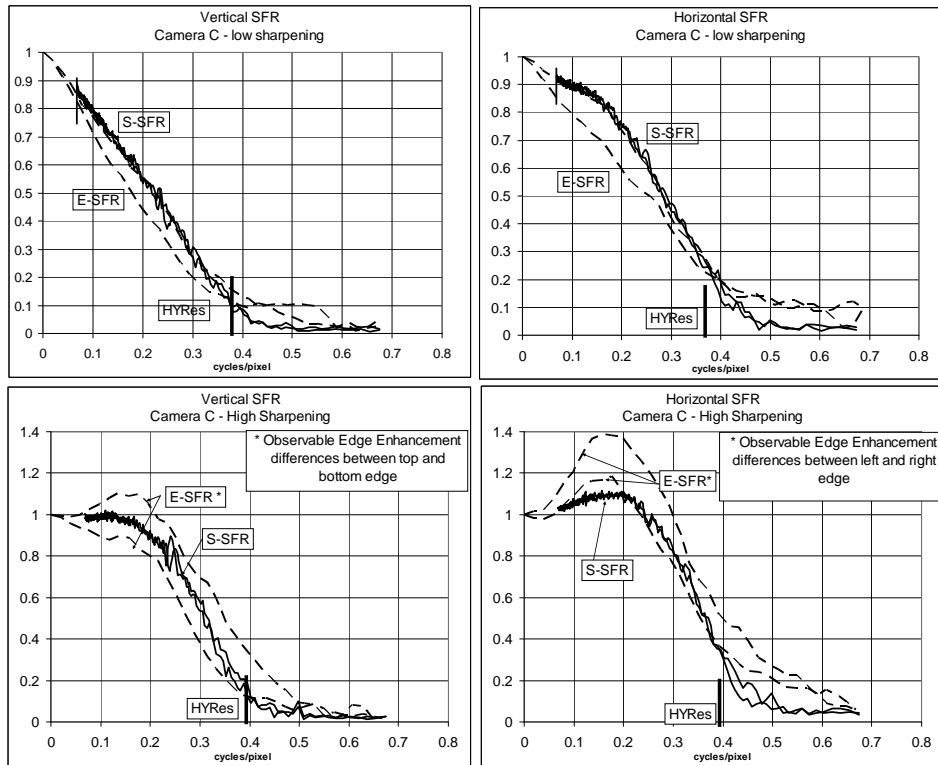 Vertical SFR
Camera C - low sharpening
1
0.9
0.8
0.7
0.6
0.5
0.4
0.3
0.2
0.1
0
S-SFR
E-SFR
HYRes
0 0.1 0.2 0.3 0.4 0.5 0.6 0.7 0.8
cycles/pixel
Horizontal SFR
Camera C - low sharpening
1
0.9
0.8
0.7
0.6
0.5
0.4
0.3
0.2
0.1
0
S-SFR
E-SFR
HYRes
0 0.1 0.2 0.3 0.4 0.5 0.6 0.7 0.8
cycles/pixel
Vertical SFR
Camera C - High Sharpening
* Observable Edge Enhancement
differences between top and
bottom edge
1.4
1.2
1
0.8
0.6
0.4
0.2
0
E-SFR *
S-SFR
HYRes
0 0.1 0.2 0.3 0.4 0.5 0.6 0.7 0.8
cycles/pixel
Horizontal SFR
Camera C - High Sharpening
* Observable Edge Enhancement
differences between left and right
edge
1.4
1.2
1
0.8
0.6
0.4
0.2
0
E-SFR*
S-SFR
HYRes
0 0.1 0.2 0.3 0.4 0.5 0.6 0.7 0.8
cycles/pixel